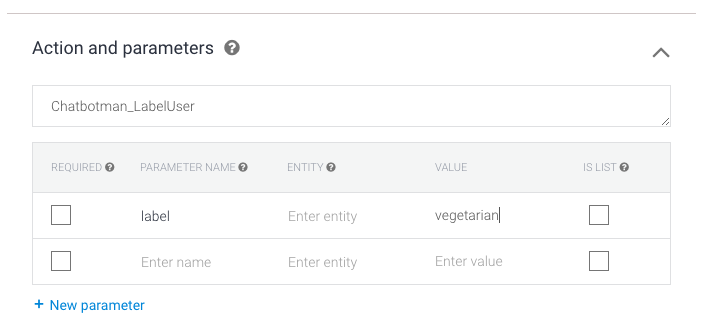 Action and parameters ?
Chatbotman_LabelUser
REQUIRED ? PARAMETER NAME ? ENTITY ? VALUE IS LIST ?
label Enter entity vegetarian
Enter name Enter entity Enter value
+ New parameter